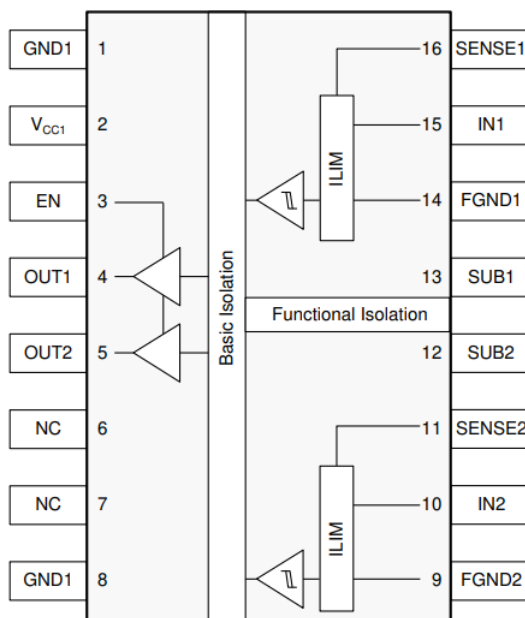 GND1 1 16 SENSE1
VCC1 2 15 IN1
EN 3 14 FGND1
OUT1 4 13 SUB1
OUT2 5 12 SUB2
NC 6 11 SENSE2
NC 7 10 IN2
GND1 8 9 FGND2
Basic Isolation
Functional Isolation
ILIM
ILIM